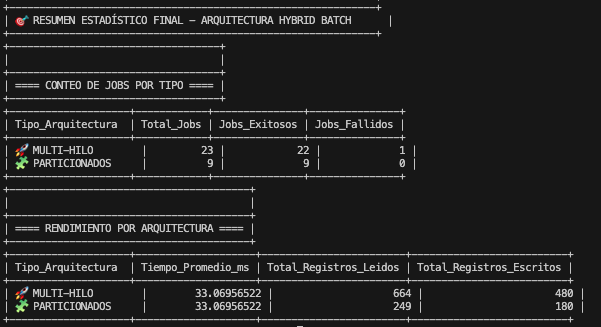 🎯 RESUMEN ESTADÍSTICO FINAL - ARQUITECTURA HYBRID BATCH
==== CONTEO DE JOBS POR TIPO ====
| Tipo_Arquitectura | Total_Jobs | Jobs_Exitosos | Jobs_Fallidos |
| 🚀 MULTI-HILO | 23 | 22 | 1 |
| 🧩 PARTICIONADOS | 9 | 9 | 0 |
==== RENDIMIENTO POR ARQUITECTURA ====
| Tipo_Arquitectura | Tiempo_Promedio_ms | Total_Registros_Leidos | Total_Registros_Escritos |
| 🚀 MULTI-HILO | 33.06956522 | 664 | 480 |
| 🧩 PARTICIONADOS | 33.06956522 | 249 | 180 |